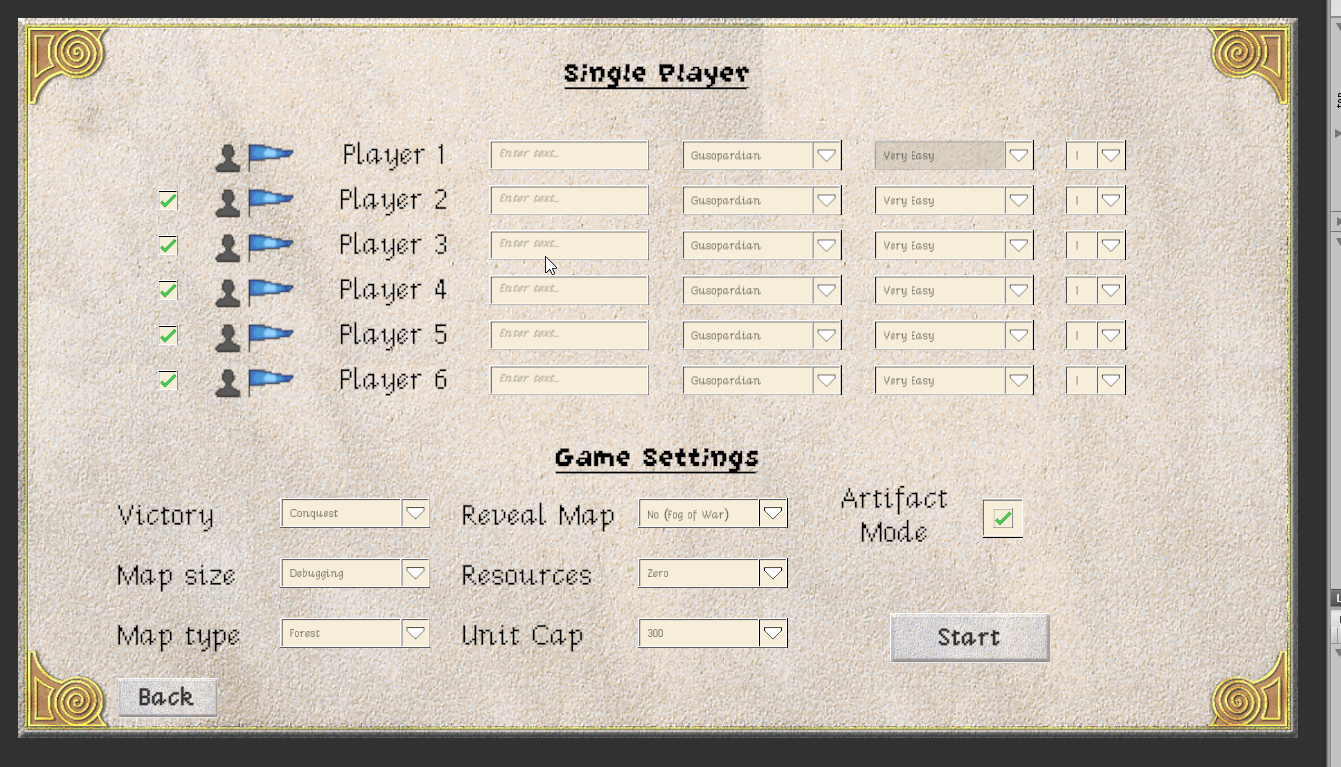 Single Player
Player 1 Enter text... Gusopardian Very Easy 1
Player 2 Enter text... Gusopardian Very Easy 1
Player 3 Enter text... Gusopardian Very Easy 1
Player 4 Enter text... Gusopardian Very Easy 1
Player 5 Enter text... Gusopardian Very Easy 1
Player 6 Enter text... Gusopardian Very Easy 1
Game Settings
Victory Conquest Reveal Map No (Fog of War) Artifact
Mode
Map size Debugging Resources Zero
Map type Forest Unit Cap 300 Start
Back